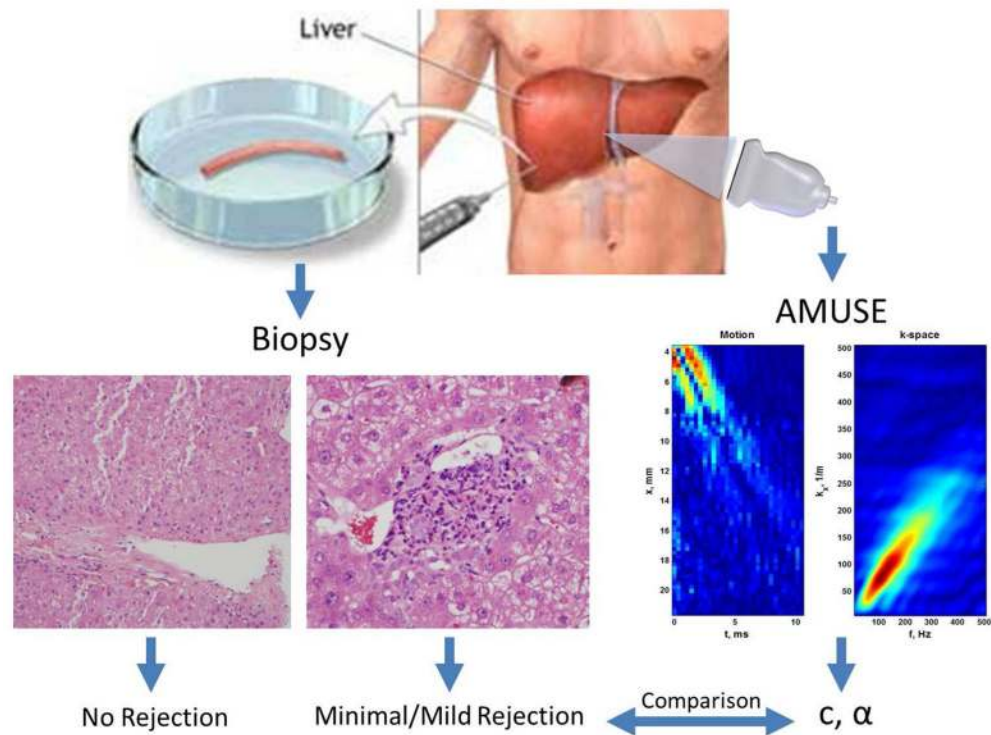 Liver
Biopsy
AMUSE
Motion
k-space
4
6
8
10
12
14
16
18
20
x, mm
0
5
10
t, ms
500
450
400
350
300
250
200
150
100
50
kₓ, 1/m
100
200
300
400
500
f, Hz
No Rejection
Minimal/Mild Rejection
Comparison
c, α